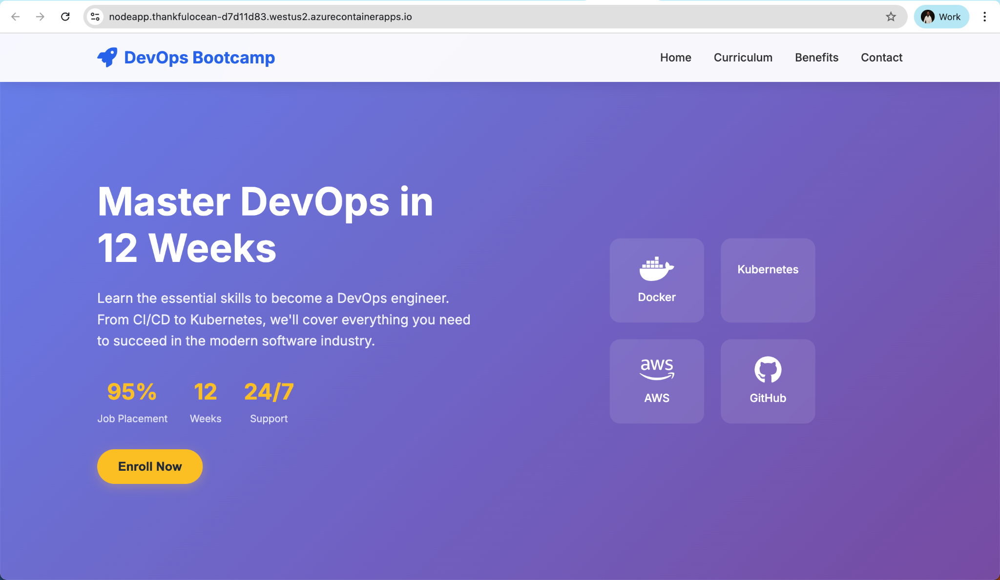 nodeapp.thankfulocean-d7d11d83.westus2.azurecontainerapps.io
Work
DevOps Bootcamp
Home
Curriculum
Benefits
Contact
Master DevOps in
12 Weeks
Learn the essential skills to become a DevOps engineer.
From CI/CD to Kubernetes, we'll cover everything you need
to succeed in the modern software industry.
95%
Job Placement
12
Weeks
24/7
Support
Enroll Now
Docker
Kubernetes
aws
AWS
GitHub